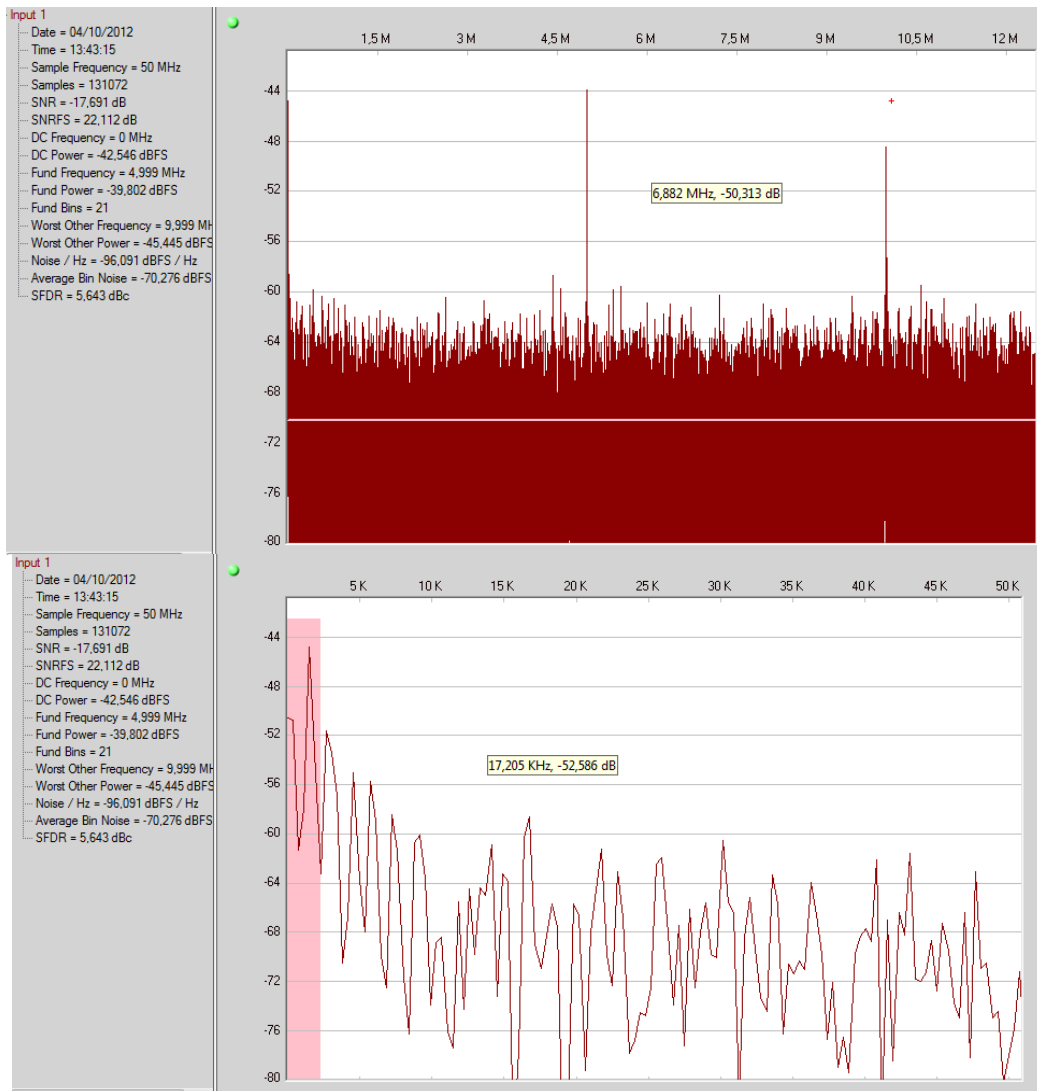 Input 1
Date = 04/10/2012
Time = 13:43:15
Sample Frequency = 50 MHz
Samples = 131072
SNR = -17,691 dB
SNRFS = 22,112 dB
DC Frequency = 0 MHz
DC Power = -42,546 dBFS
Fund Frequency = 4,999 MHz
Fund Power = -39,802 dBFS
Fund Bins = 21
Worst Other Frequency = 9,999 MH
Worst Other Power = -45,445 dBFS
Noise / Hz = -96,091 dBFS / Hz
Average Bin Noise = -70,276 dBFS
SFDR = 5,643 dBc
1,5 M 3 M 4,5 M 6 M 7,5 M 9 M 10,5 M 12 M
-44
-48
-52
6,882 MHz, -50,313 dB
-56
-60
-64
-68
-72
-76
-80
Input 1
Date = 04/10/2012
Time = 13:43:15
Sample Frequency = 50 MHz
Samples = 131072
SNR = -17,691 dB
SNRFS = 22,112 dB
DC Frequency = 0 MHz
DC Power = -42,546 dBFS
Fund Frequency = 4,999 MHz
Fund Power = -39,802 dBFS
Fund Bins = 21
Worst Other Frequency = 9,999 MH
Worst Other Power = -45,445 dBFS
Noise / Hz = -96,091 dBFS / Hz
Average Bin Noise = -70,276 dBFS
SFDR = 5,643 dBc
5 K 10 K 15 K 20 K 25 K 30 K 35 K 40 K 45 K 50 K
-44
-48
-52
17,205 KHz, -52,586 dB
-56
-60
-64
-68
-72
-76
-80